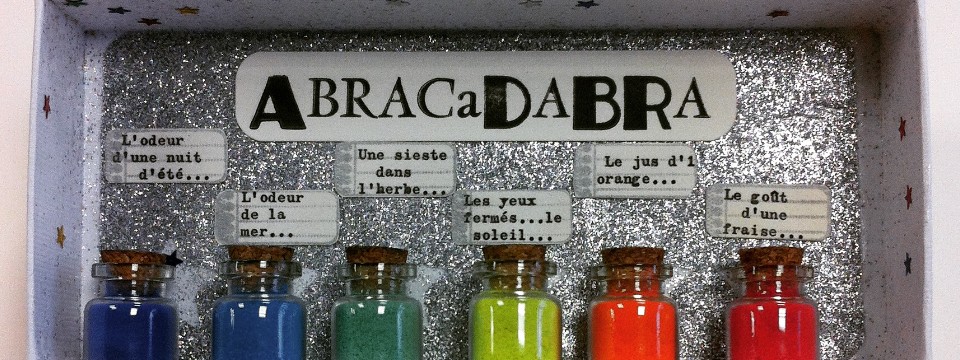 ABRACaDABRA
L'odeur
d'une nuit
d'été...
L'odeur
de la
mer...
Une sieste
dans
l'herbe...
Les yeux
fermés...le
soleil...
Le jus d'1
orange...
Le goût
d'une
fraise...